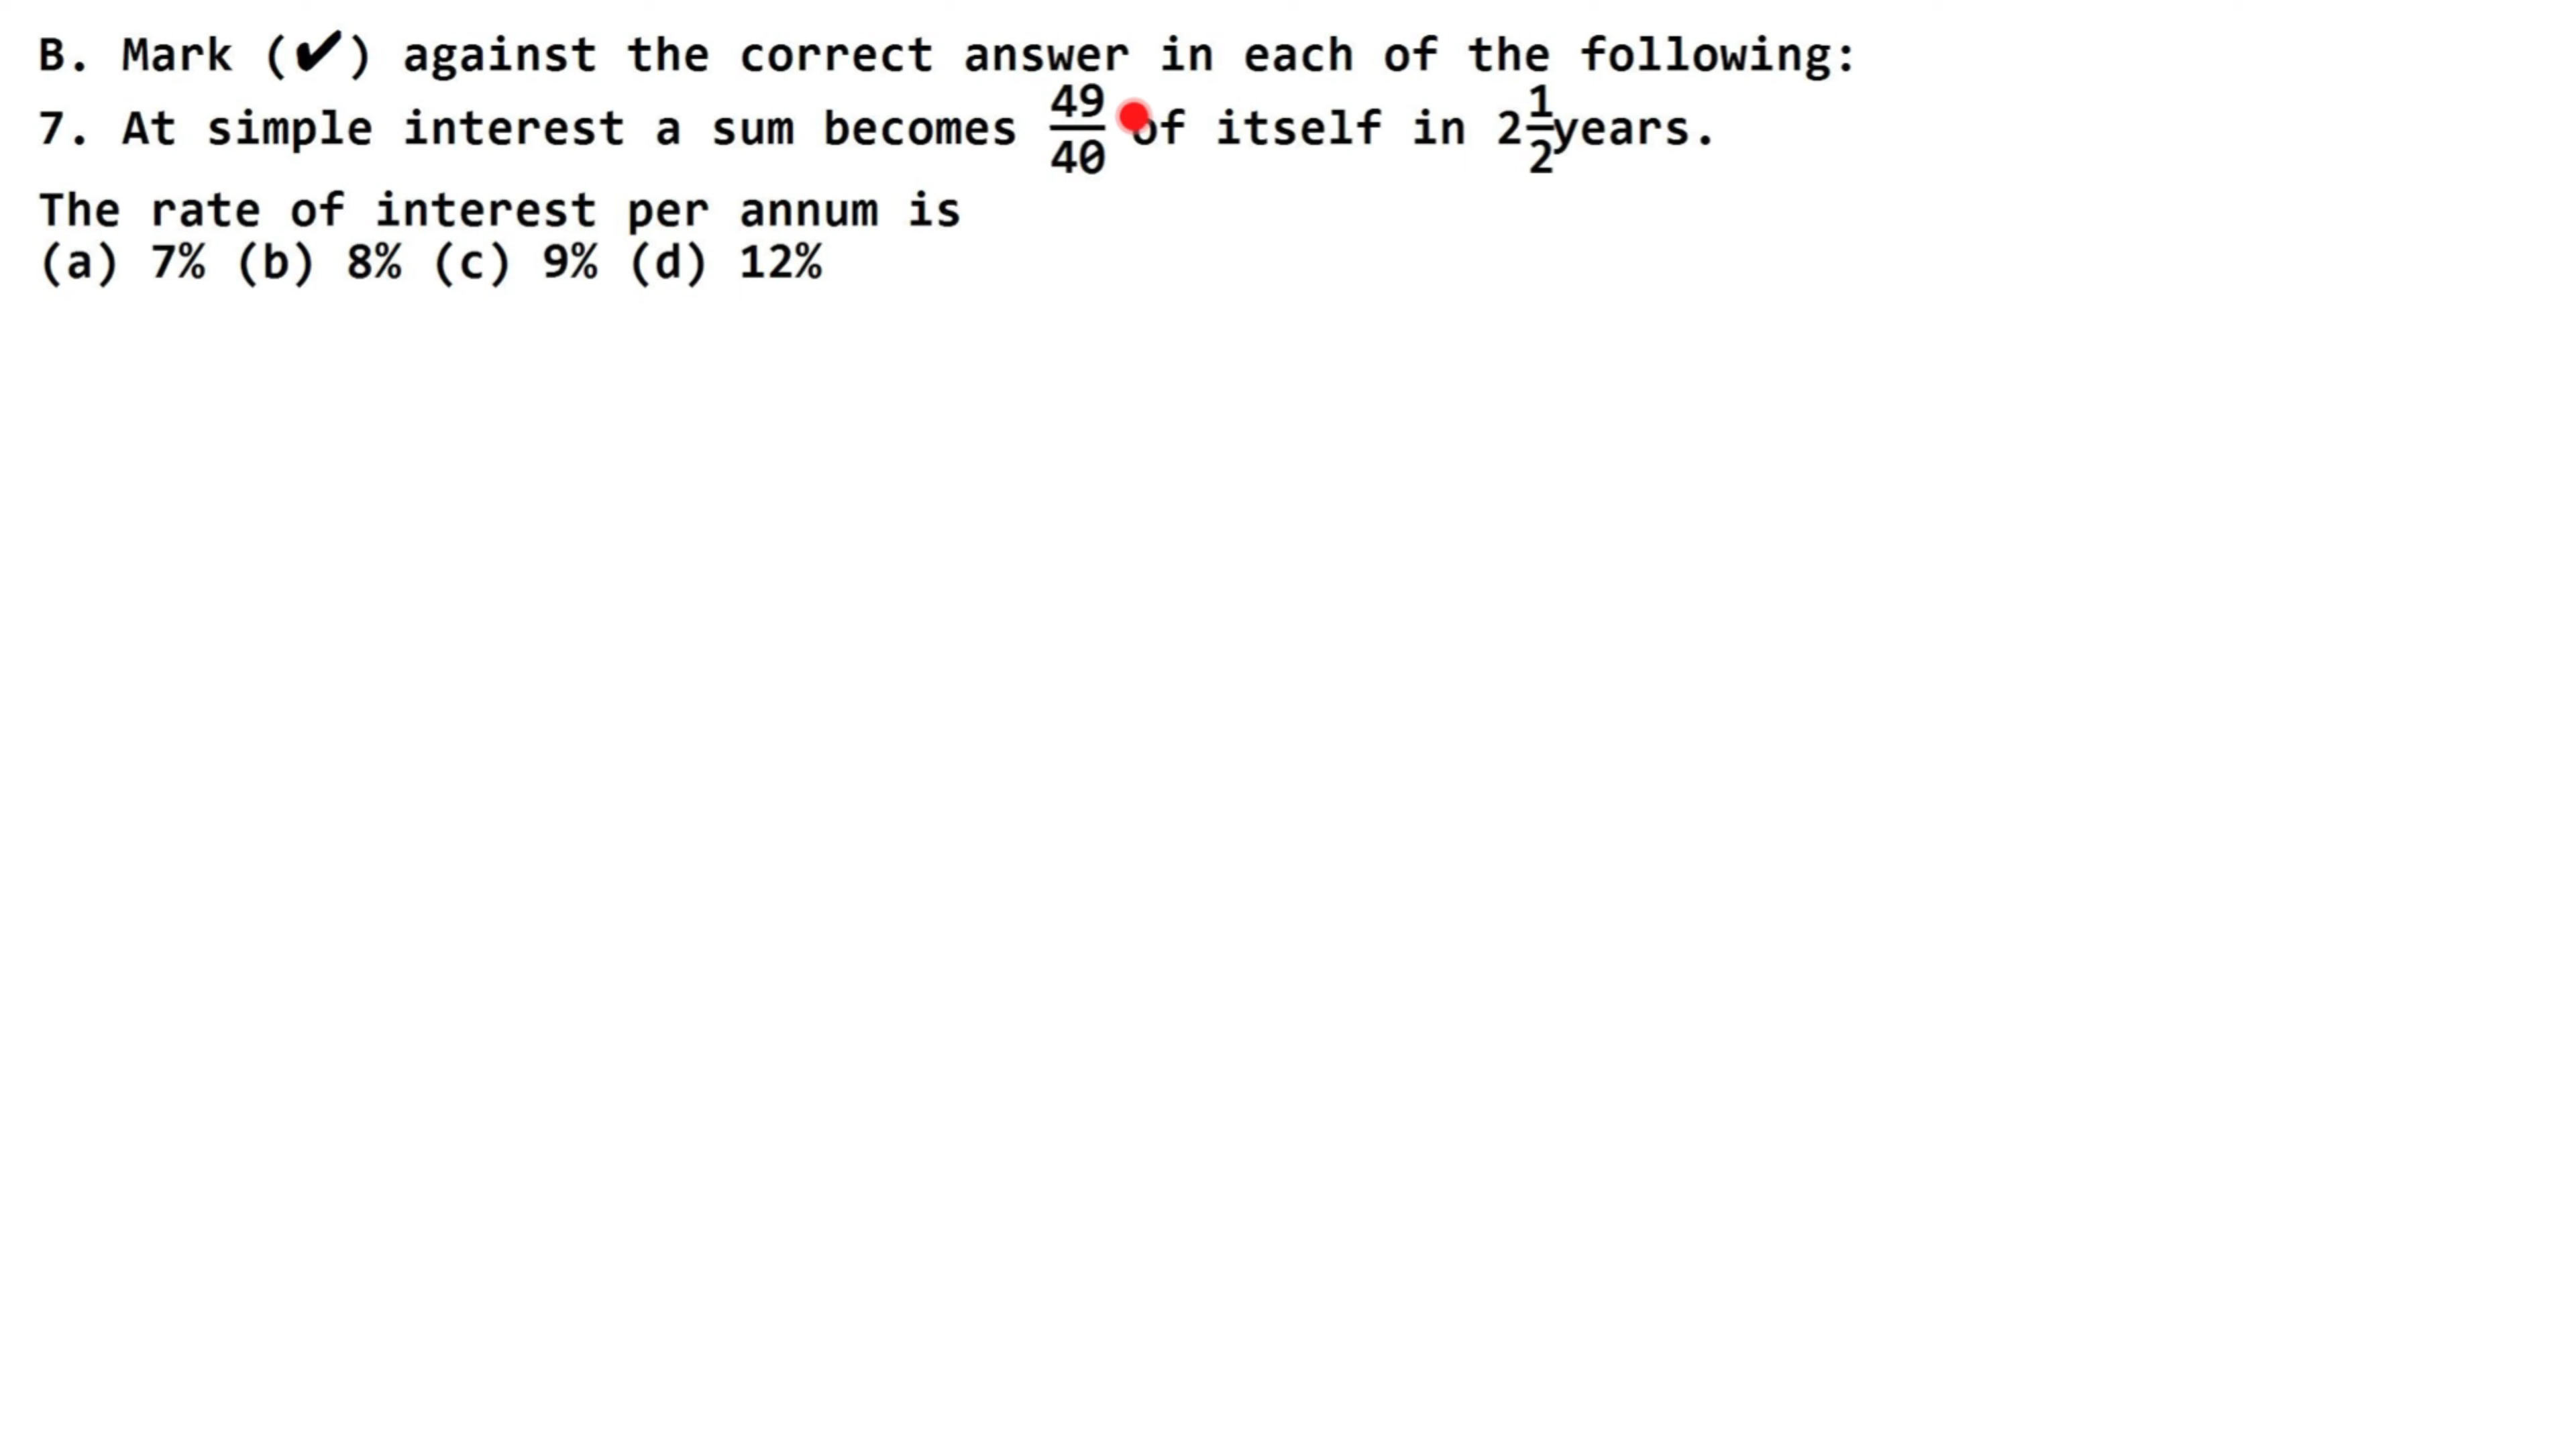 B. Mark (✔) against the correct answer in each of the following:
7. At simple interest a sum becomes 49/40 of itself in 2 1/2 years.
The rate of interest per annum is
(a) 7% (b) 8% (c) 9% (d) 12%